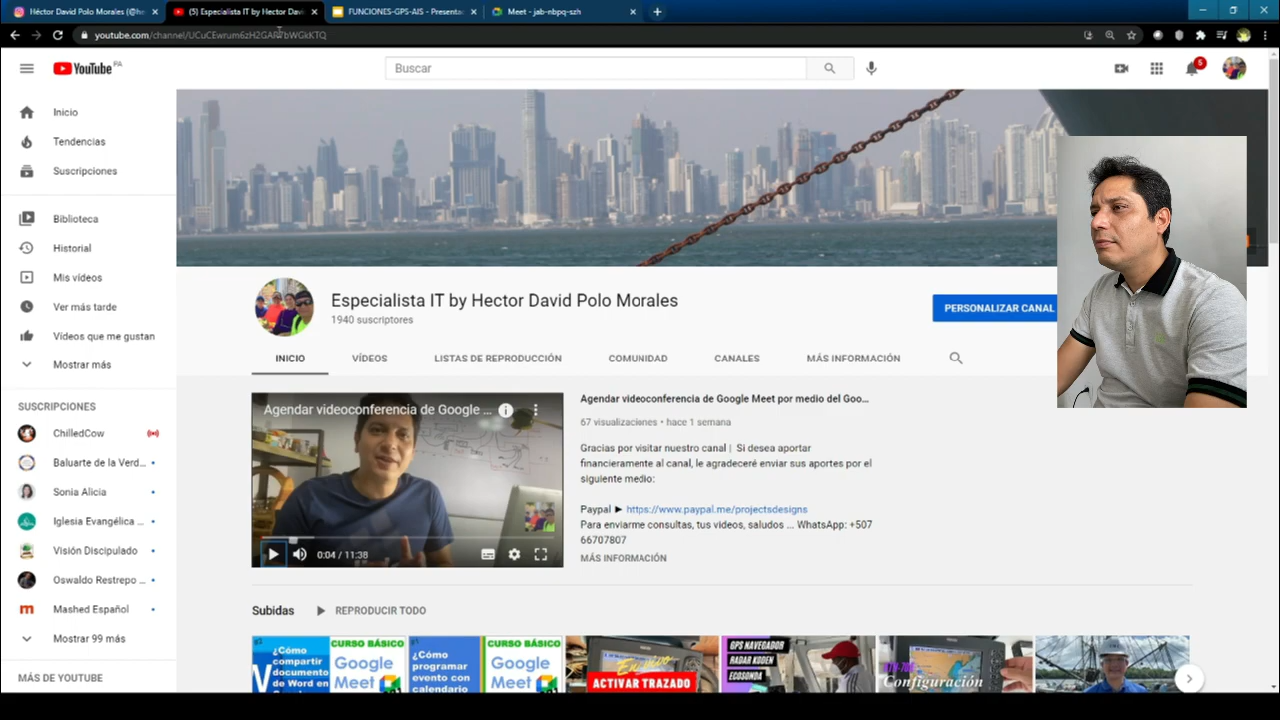 Héctor David Polo Morales (@he
(5) Especialista IT by Hector Davi
FUNCIONES-GPS-AIS - Presenta
Meet - jab-nbpq-szh
YouTube PA
Buscar
5
Inicio
Tendencias
Suscripciones
Biblioteca
Historial
Mis vídeos
Ver más tarde
Vídeos que me gustan
Mostrar más
SUSCRIPCIONES
ChilledCow
Baluarte de la Verd...
Sonia Alicia
Iglesia Evangélica ...
Visión Discipulado
Oswaldo Restrepo ...
Mashed Español
Mostrar 99 más
MÁS DE YOUTUBE
Especialista IT by Hector David Polo Morales
1940 suscriptores
PERSONALIZAR CANAL
INICIO VÍDEOS LISTAS DE REPRODUCCIÓN COMUNIDAD CANALES MÁS INFORMACIÓN
Agendar videoconferencia de Google ...
0:04 / 11:38
Agendar videoconferencia de Google Meet por medio del Goo...
67 visualizaciones • hace 1 semana
Gracias por visitar nuestro canal | Si desea aportar
financieramente al canal, le agradeceré enviar sus aportes por el
siguiente medio:
Paypal ► https://www.paypal.me/projectsdesigns
Para enviarme consultas, tus videos, saludos ... WhatsApp: +507
66707807
MÁS INFORMACIÓN
Subidas REPRODUCIR TODO
¿Cómo
compartir
documento
de Word en
CURSO BÁSICO
Google
Meet
¿Cómo
programar
evento con
calendario
CURSO BÁSICO
Google
Meet
En vivo
ACTIVAR TRAZADO
GPS NAVEGADOR
RADAR KODEN
ECOSONDA
Configuración